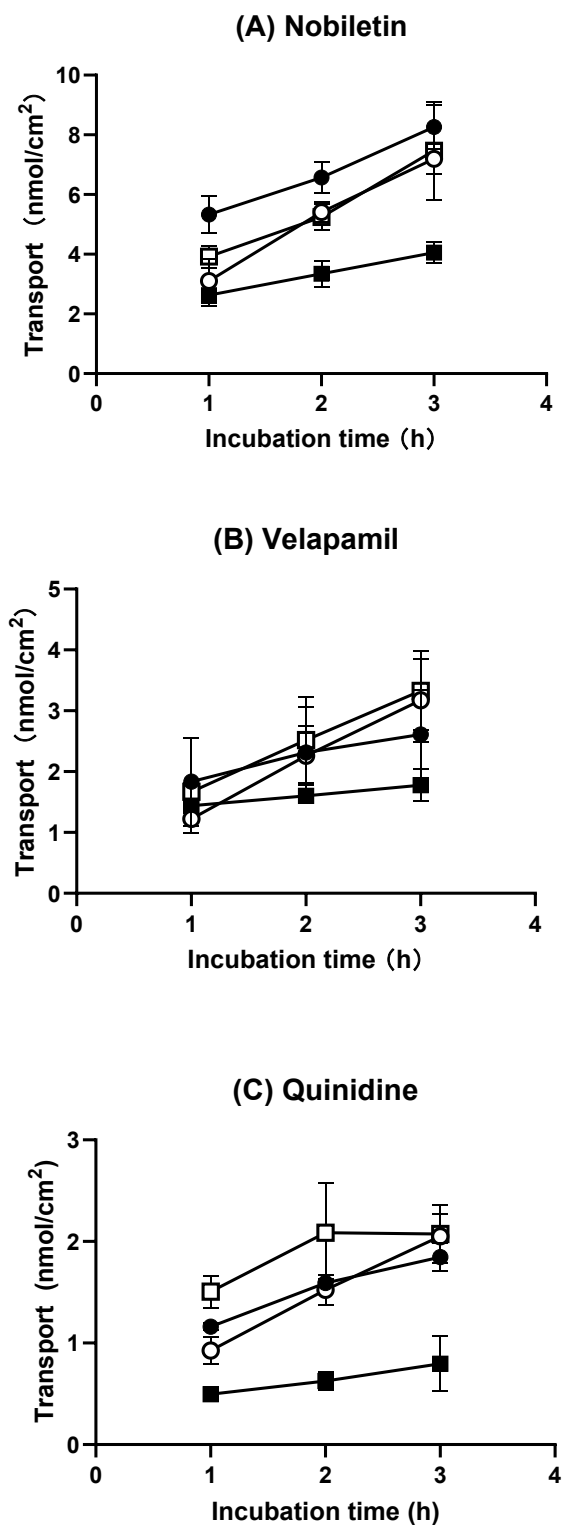 (A) Nobiletin
Transport （nmol/cm²）
10
8
6
4
2
0
0 1 2 3 4
Incubation time（h）
(B) Velapamil
Transport （nmol/cm²）
5
4
3
2
1
0
0 1 2 3 4
Incubation time（h）
(C) Quinidine
Transport (nmol/cm²)
3
2
1
0
0 1 2 3 4
Incubation time (h)